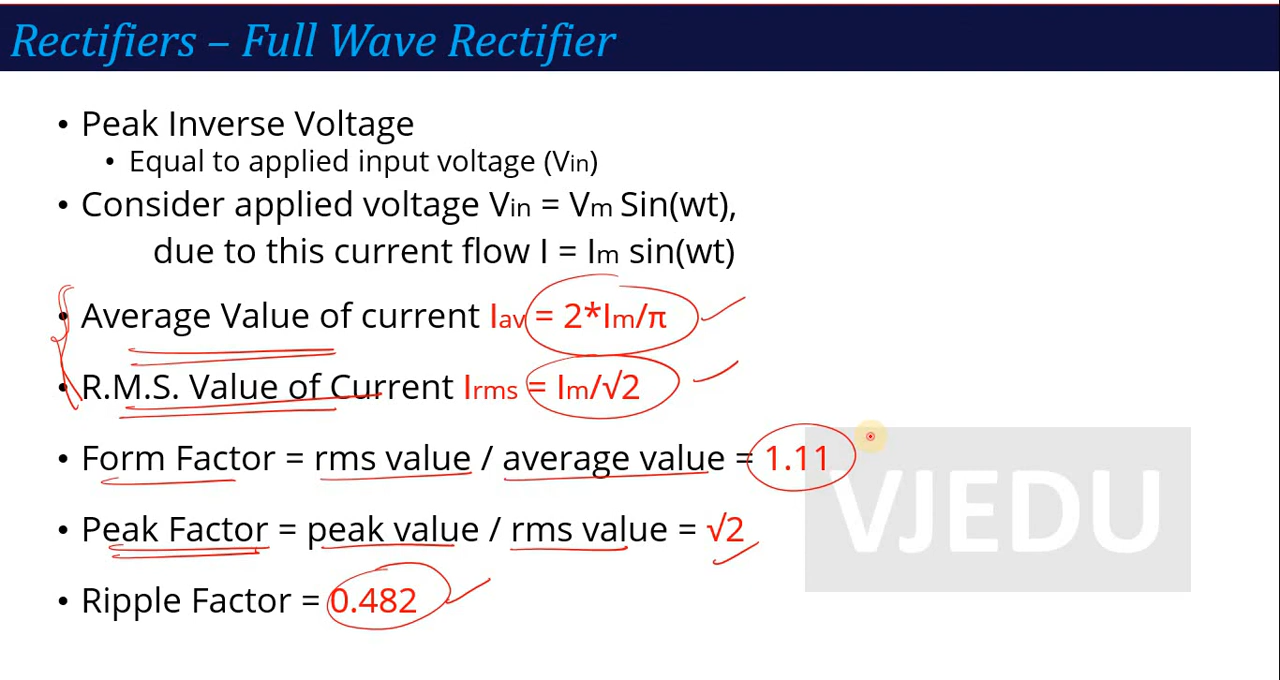 Rectifiers – Full Wave Rectifier
• Peak Inverse Voltage
• Equal to applied input voltage (Vin)
• Consider applied voltage Vin = Vm Sin(wt),
due to this current flow I = Im sin(wt)
• Average Value of current Iav = 2*Im/π
• R.M.S. Value of Current Irms = Im/√2
• Form Factor = rms value / average value = 1.11
• Peak Factor = peak value / rms value = √2
• Ripple Factor = 0.482
VJEDU